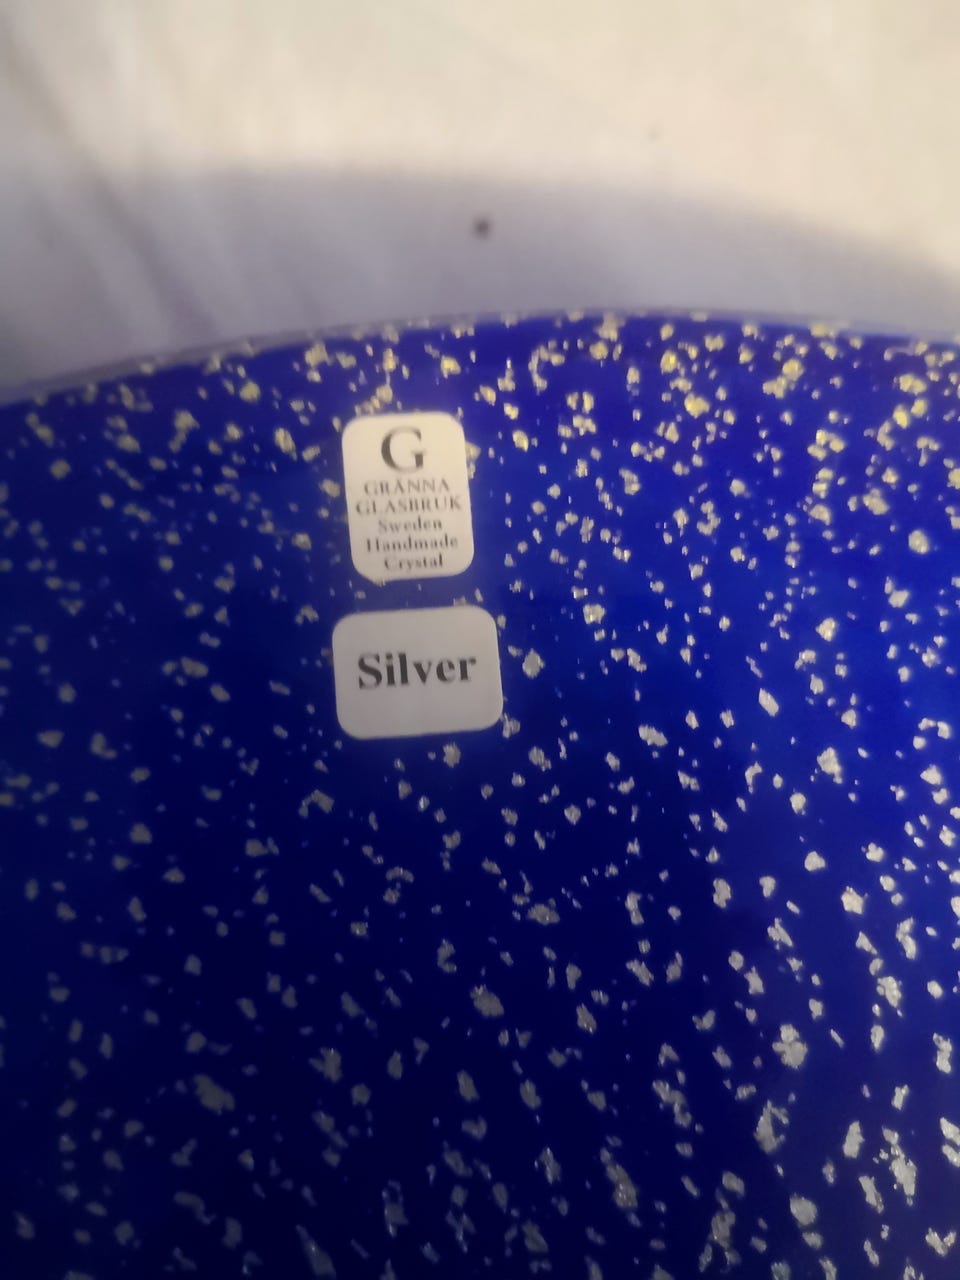 G
GRÄNNA
GLASBRUK
Sweden
Handmade
Crystal
Silver